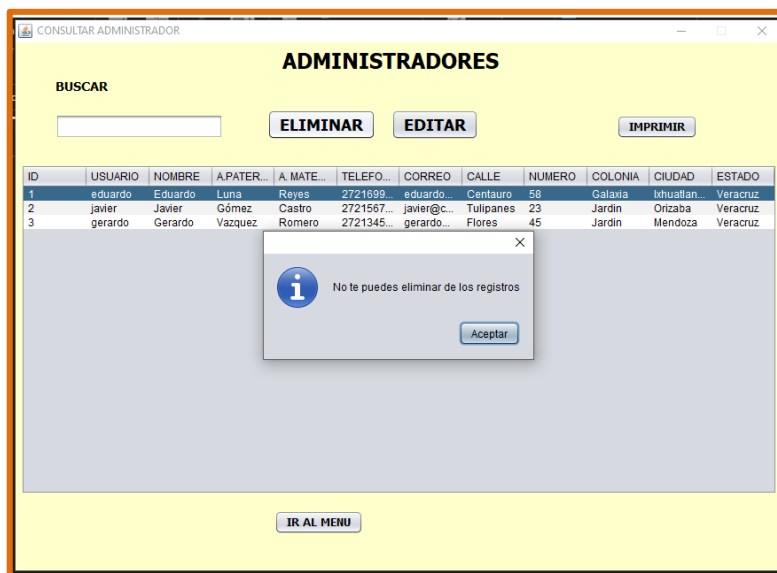 CONSULTAR ADMINISTRADOR
ADMINISTRADORES
BUSCAR
ELIMINAR EDITAR IMPRIMIR
ID USUARIO NOMBRE A.PATER... A. MATE... TELEFO... CORREO CALLE NUMERO COLONIA CIUDAD ESTADO
1 eduardo Eduardo Luna Reyes 2721699... eduardo... Centauro 58 Galaxia Ixhuatlan... Veracruz
2 javier Javier Gómez Castro 2721567... javier@c... Tulipanes 23 Jardin Orizaba Veracruz
3 gerardo Gerardo Vazquez Romero 2721345... gerardo... Flores 45 Jardin Mendoza Veracruz
No te puedes eliminar de los registros
Aceptar
IR AL MENU